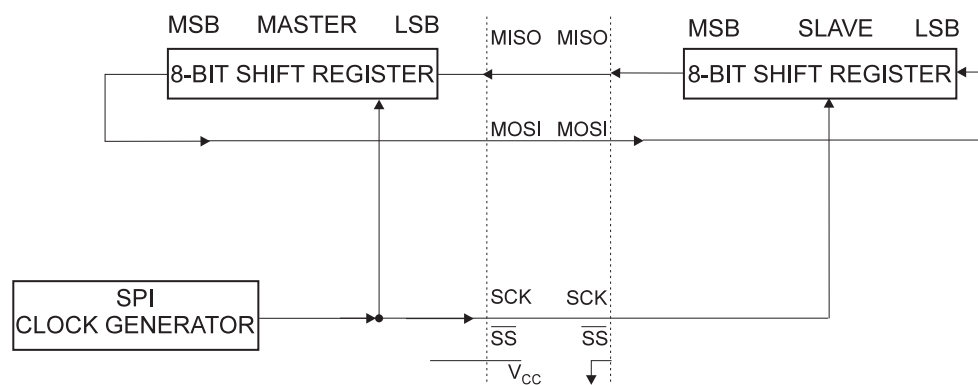 MSB MASTER LSB
8-BIT SHIFT REGISTER
MISO MISO
MSB SLAVE LSB
8-BIT SHIFT REGISTER
MOSI MOSI
SPI
CLOCK GENERATOR
SCK SCK
SS SS
VCC